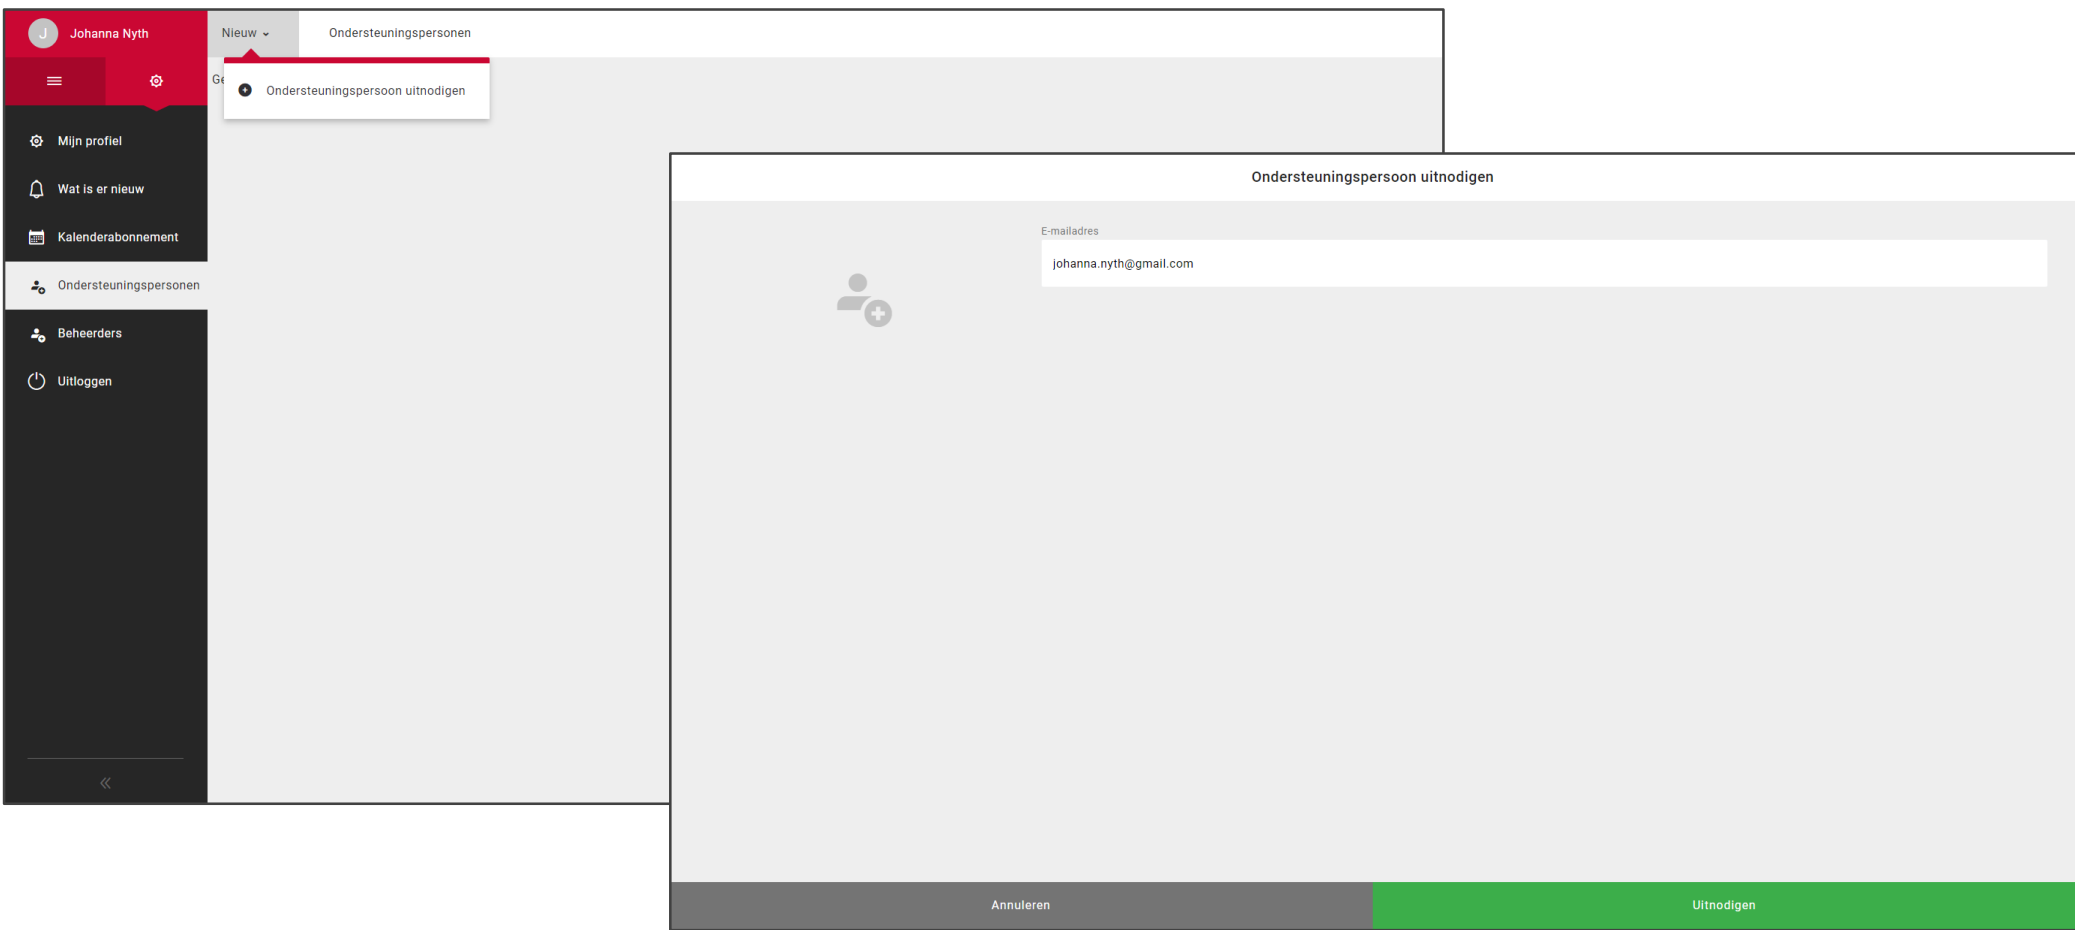 J
Johanna Nyth
Nieuw
Ondersteuningspersonen
Ge
Ondersteuningspersoon uitnodigen
Mijn profiel
Wat is er nieuw
Kalenderabonnement
Ondersteuningspersonen
Beheerders
Uitloggen
Ondersteuningspersoon uitnodigen
E-mailadres
johanna.nyth@gmail.com
Annuleren
Uitnodigen